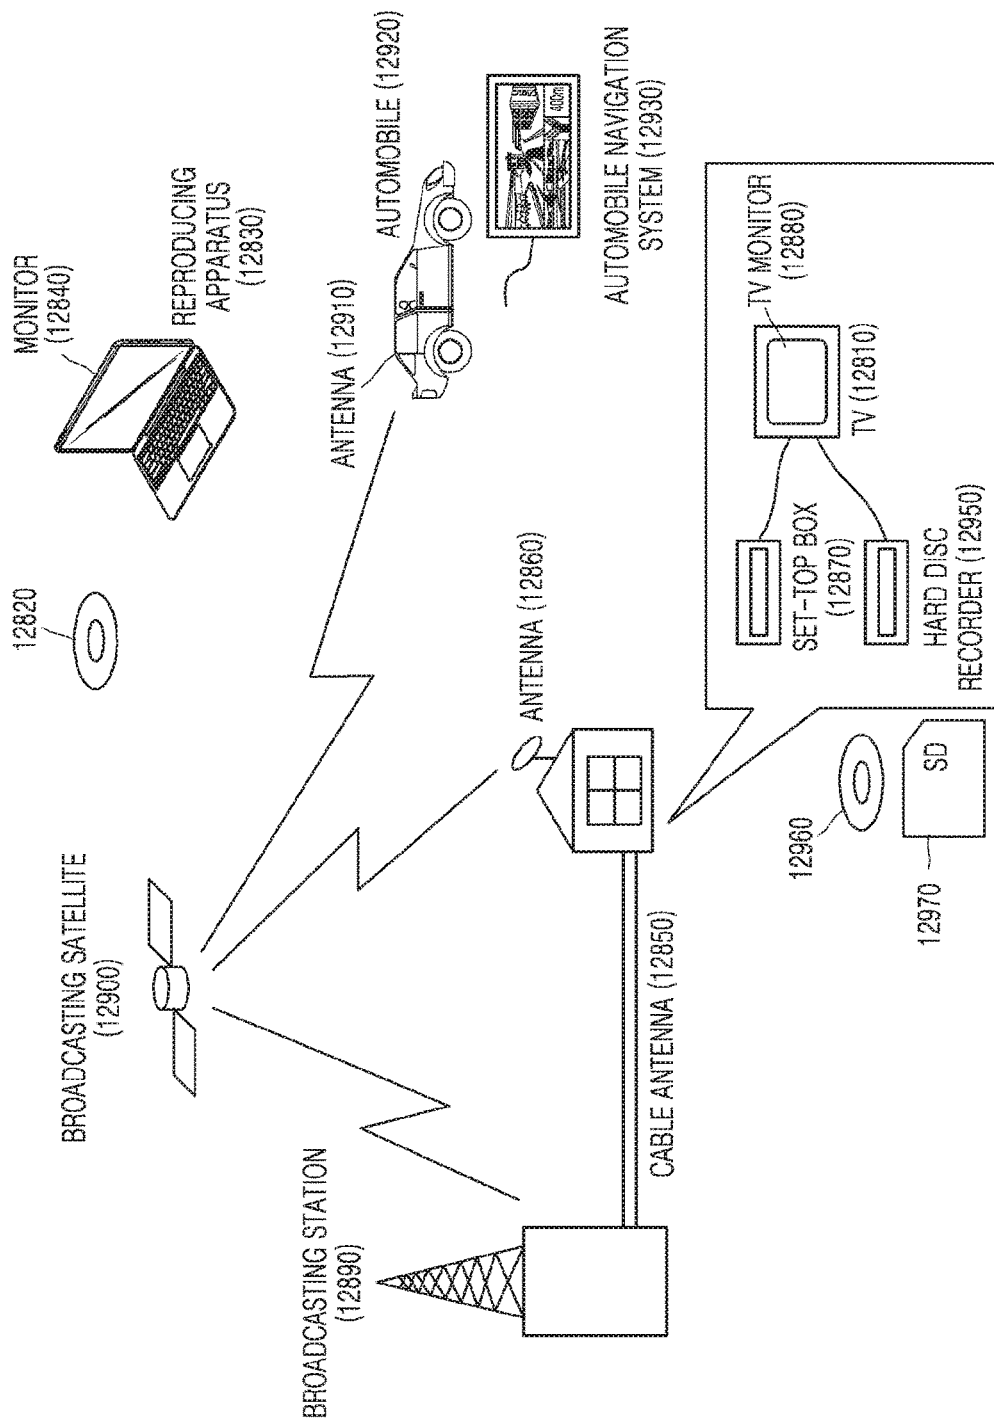 BROADCASTING SATELLITE
(12900)
12820
MONITOR
(12840)
REPRODUCING
APPARATUS
(12830)
BROADCASTING STATION
(12890)
ANTENNA (12860)
ANTENNA (12910)
AUTOMOBILE (12920)
400m
AUTOMOBILE NAVIGATION
SYSTEM (12930)
CABLE ANTENNA (12850)
TV MONITOR
(12880)
TV (12810)
SET-TOP BOX
(12870)
HARD DISC
RECORDER (12950)
12960
SD
12970